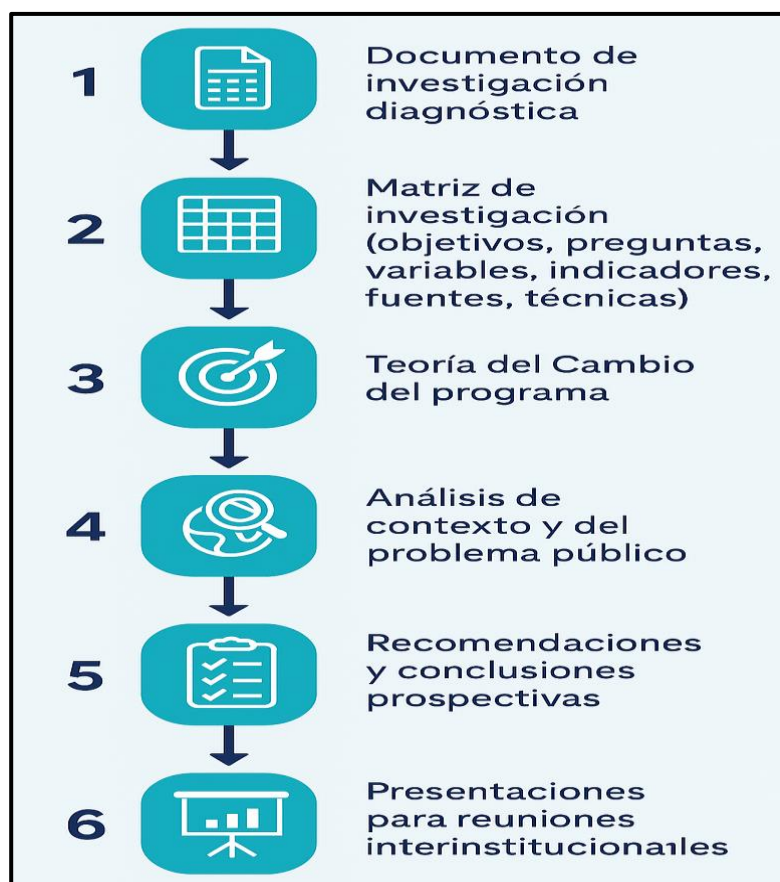 1
Documento de
investigación
diagnóstica
2
Matriz de
investigación
(objetivos, preguntas,
variables, indicadores,
fuentes, técnicas)
3
Teoría del Cambio
del programa
4
Análisis de
contexto y del
problema público
5
Recomendaciones
y conclusiones
prospectivas
6
Presentaciones
para reuniones
interinstitucionaıles